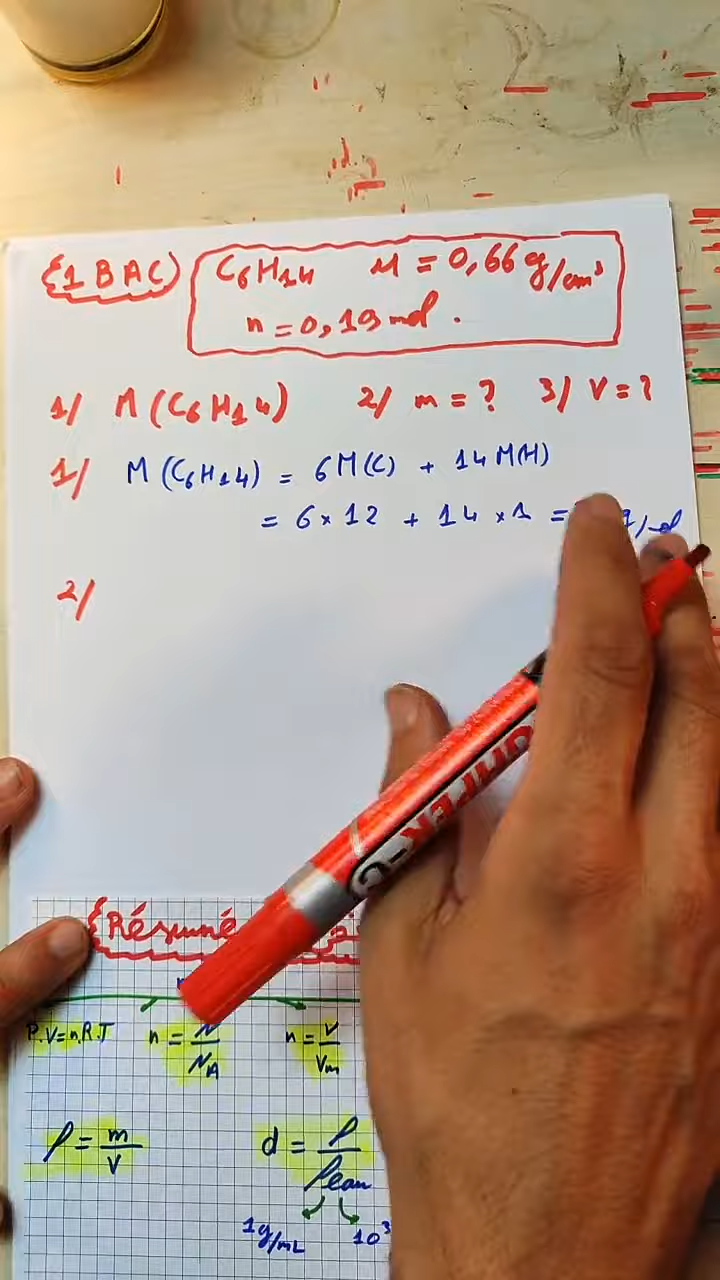 {1 BAC}
C₆H₁₄ μ = 0,66 g/cm³
n = 0,19 mol.
1/ M(C₆H₁₄) 2/ m = ? 3/ V = ?
1/ M(C₆H₁₄) = 6M(C) + 14M(H)
= 6 × 12 + 14 × 1 =
2/
{Résumé
P.V=n.R.T n = N/N_A n = V/Vm
ρ = m/V d = ρ/ρeau
1g/mL 10³